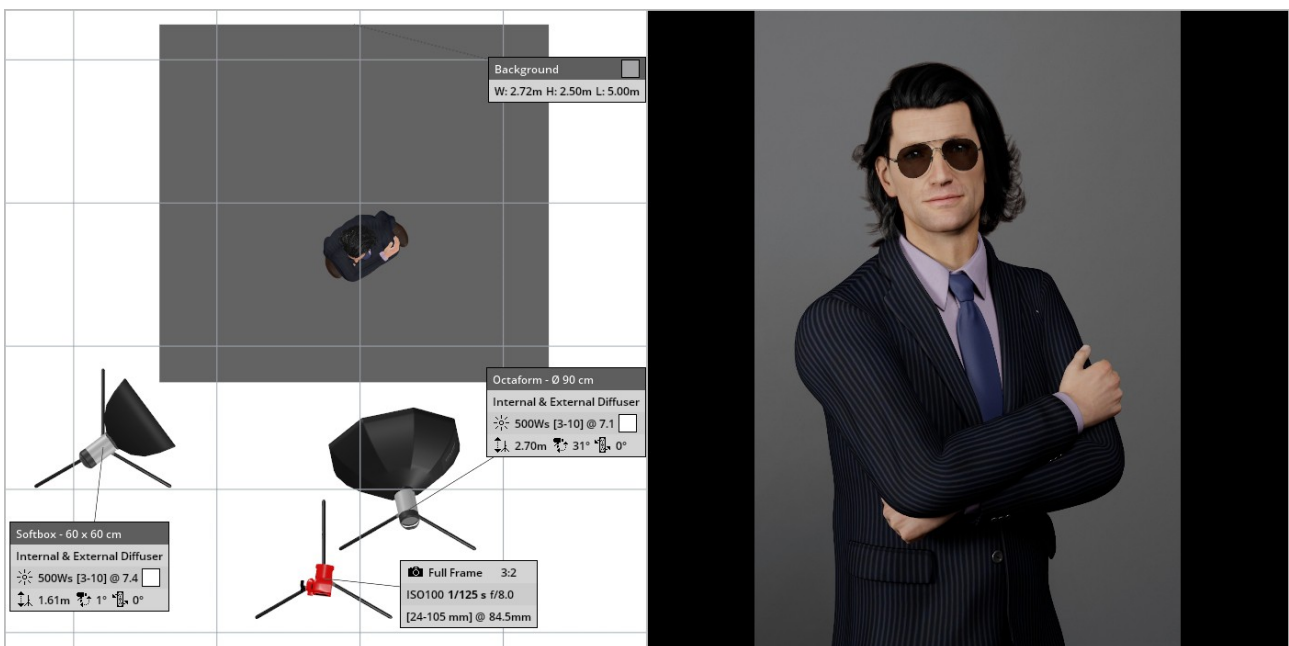 Background
W: 2.72m H: 2.50m L: 5.00m
Octaform - Ø 90 cm
Internal & External Diffuser
500Ws [3-10] @ 7.1
2.70m 31° 0°
Softbox - 60 x 60 cm
Internal & External Diffuser
500Ws [3-10] @ 7.4
1.61m 1° 0°
Full Frame 3:2
ISO100 1/125 s f/8.0
[24-105 mm] @ 84.5mm